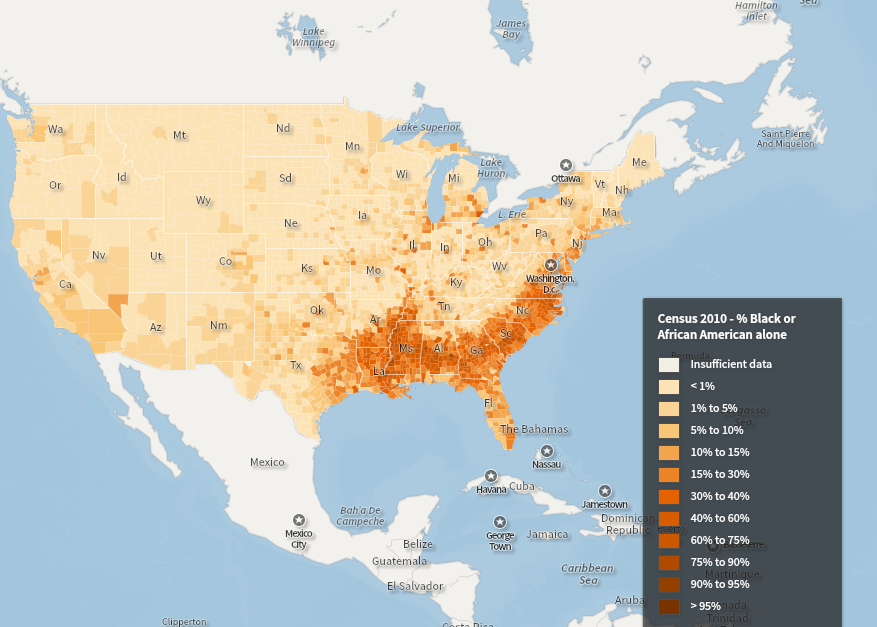 Hamilton
Inlet
Sea
James
Bay
Lake
Winnipeg
Wa
Mt
Nd
Mn
Lake Superior
Saint Pierre
And Miquelon
Lake
Huron
Ottawa
Me
Or
Id
Sd
Wi
Mi
Vt
Nh
Wy
Ny
Ma
Ne
Ia
L. Erie
Pa
Nj
Nv
Ut
Co
Ks
Mo
Il
In
Oh
Wv
Washington,
D.c.
Ca
Ky
Az
Nm
Ok
Ar
Tn
Nc
Sc
Tx
La
Ms
Al
Ga
Fl
The Bahamas
Nassau
Mexico
Havana
Cuba
Jamestown
Bah'a De
Campeche
Mexico
City
George
Town
Jamaica
Dominican
Republic
Belize
Guatemala
El Salvador
Caribbean
Sea
Aruba
Clipperton
Costa Rica
Census 2010 - % Black or
African American alone
Bermuda
Insufficient data
< 1%
1% to 5%
5% to 10%
10% to 15%
15% to 30%
30% to 40%
40% to 60%
60% to 75%
75% to 90%
90% to 95%
> 95%
Sea
Martinique
Trinidad